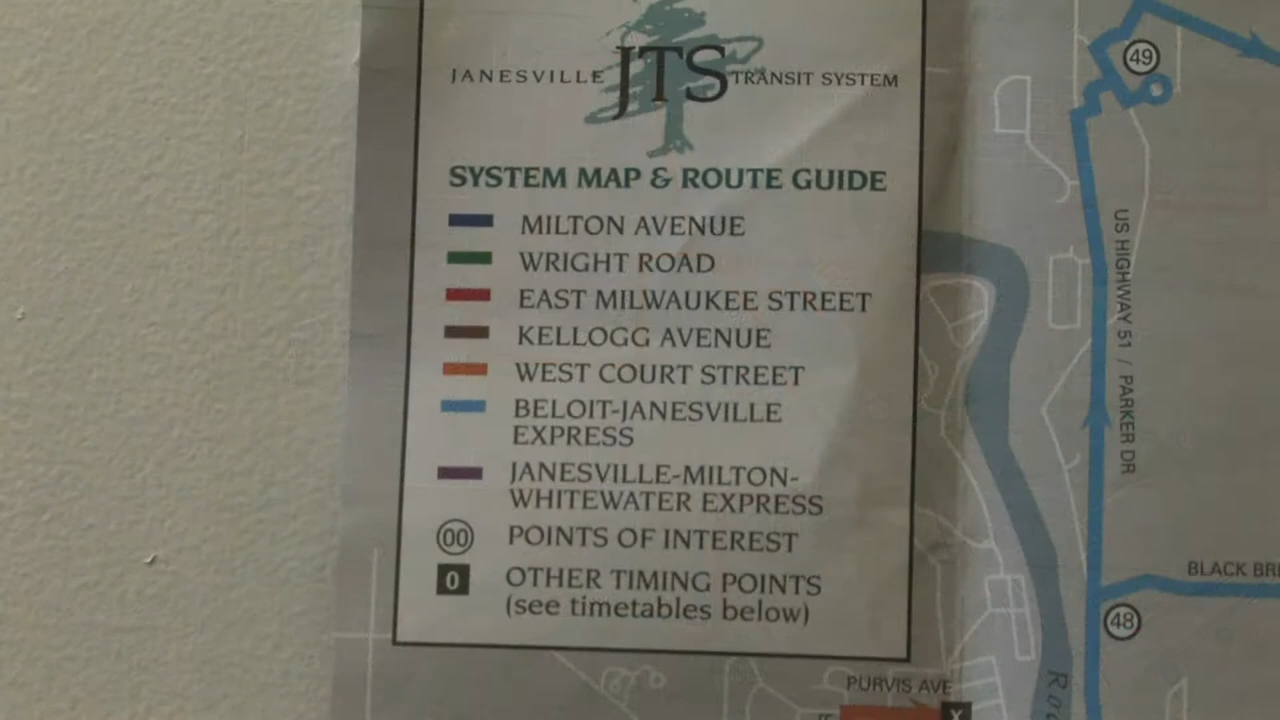 JANESVILLE JTS TRANSIT SYSTEM
49
SYSTEM MAP & ROUTE GUIDE
MILTON AVENUE
WRIGHT ROAD
EAST MILWAUKEE STREET
KELLOGG AVENUE
WEST COURT STREET
BELOIT-JANESVILLE
EXPRESS
JANESVILLE-MILTON-
WHITEWATER EXPRESS
00 POINTS OF INTEREST
0 OTHER TIMING POINTS
(see timetables below)
US HIGHWAY 51 / PARKER DR
BLACK BRI
48
PURVIS AVE
X